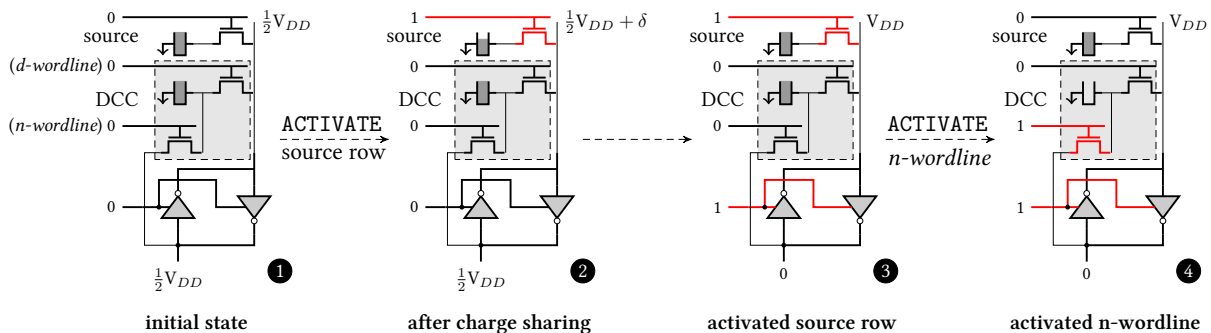 0 ½V_DD
source
(d-wordline) 0
DCC
(n-wordline) 0
0
½V_DD
1
initial state
ACTIVATE
source row
1 ½V_DD + δ
source
0
DCC
0
0
½V_DD
2
after charge sharing
1 V_DD
source
0
DCC
0
1
0
3
activated source row
ACTIVATE
n-wordline
0 V_DD
source
0
DCC
1
1
0
4
activated n-wordline